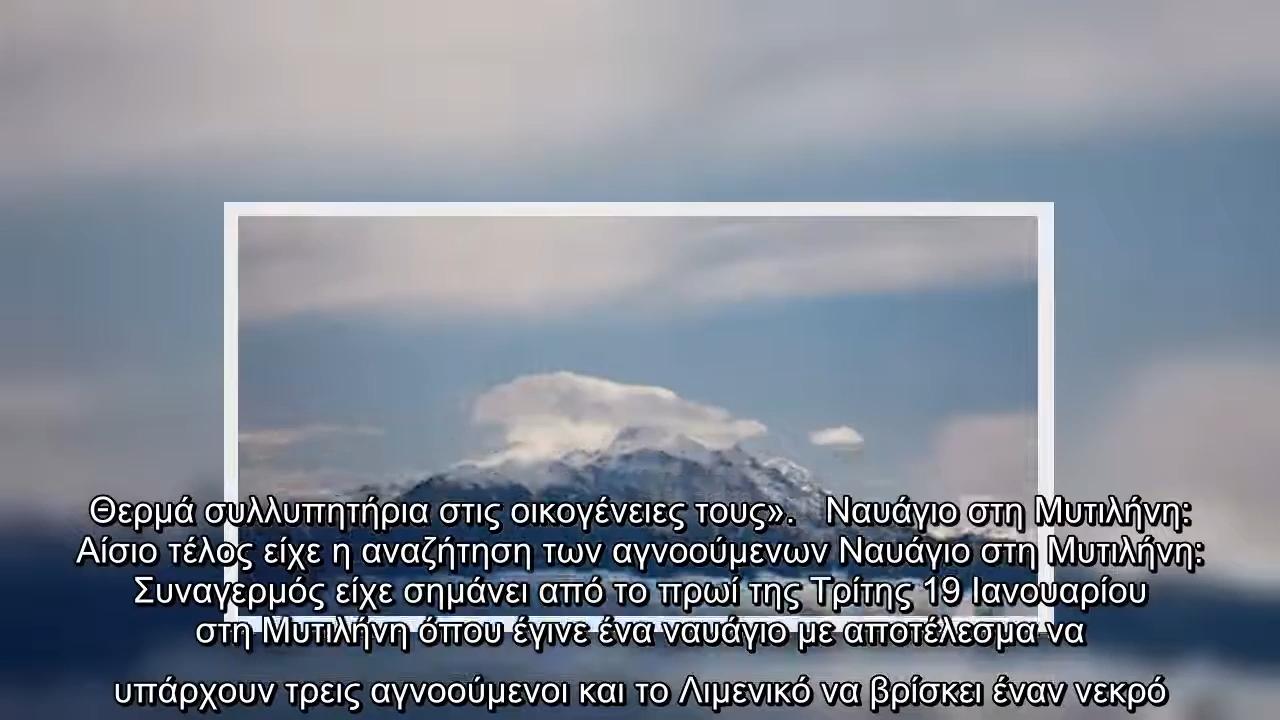 Θερμά συλλυπητήρια στις οικογένειες τους».   Ναυάγιο στη Μυτιλήνη:
Αίσιο τέλος είχε η αναζήτηση των αγνοούμενων Ναυάγιο στη Μυτιλήνη:
Συναγερμός είχε σημάνει από το πρωί της Τρίτης 19 Ιανουαρίου
στη Μυτιλήνη όπου έγινε ένα ναυάγιο με αποτέλεσμα να
υπάρχουν τρεις αγνοούμενοι και το Λιμενικό να βρίσκει έναν νεκρό